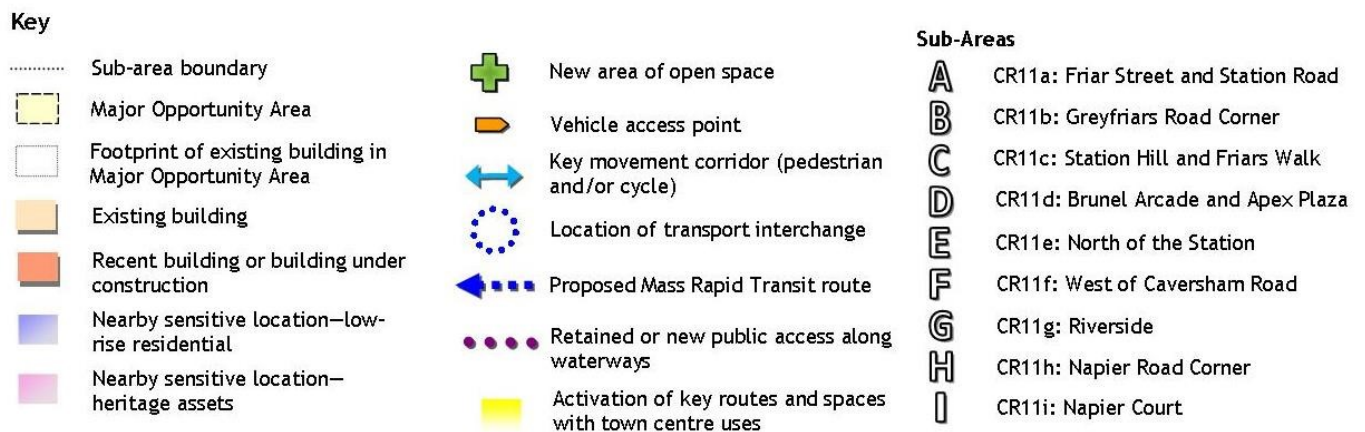 Key
Sub-area boundary
Major Opportunity Area
Footprint of existing building in
Major Opportunity Area
Existing building
Recent building or building under
construction
Nearby sensitive location—low-
rise residential
Nearby sensitive location—
heritage assets
New area of open space
Vehicle access point
Key movement corridor (pedestrian
and/or cycle)
Location of transport interchange
Proposed Mass Rapid Transit route
Retained or new public access along
waterways
Activation of key routes and spaces
with town centre uses
Sub-Areas
A CR11a: Friar Street and Station Road
B CR11b: Greyfriars Road Corner
C CR11c: Station Hill and Friars Walk
D CR11d: Brunel Arcade and Apex Plaza
E CR11e: North of the Station
F CR11f: West of Caversham Road
G CR11g: Riverside
H CR11h: Napier Road Corner
I CR11i: Napier Court